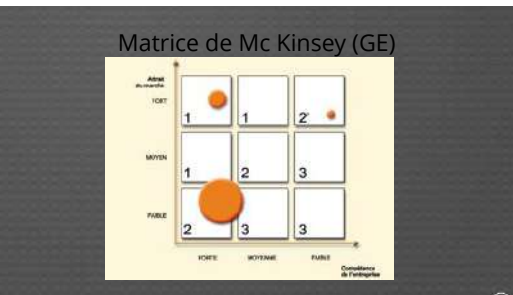 Matrice de Mc Kinsey (GE)
Attrait
du marché
FORT
1 1 2'
MOYEN
1 2 3
FAIBLE
2 3 3
FORTE MOYENNE FAIBLE
Compétence
de l'entreprise